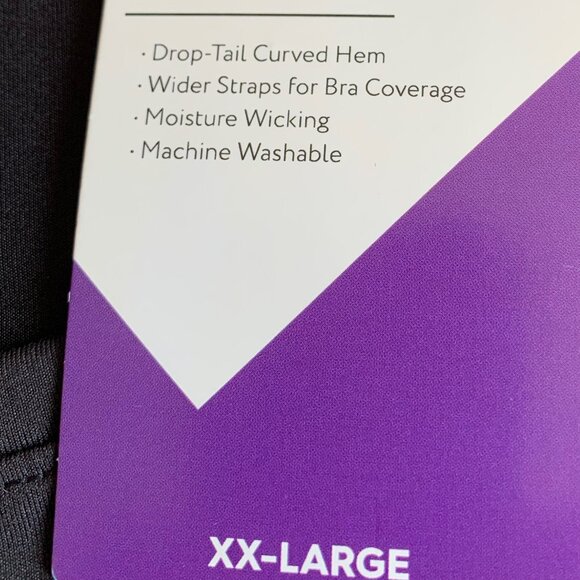 · Drop-Tail Curved Hem
· Wider Straps for Bra Coverage
· Moisture Wicking
· Machine Washable
XX-LARGE